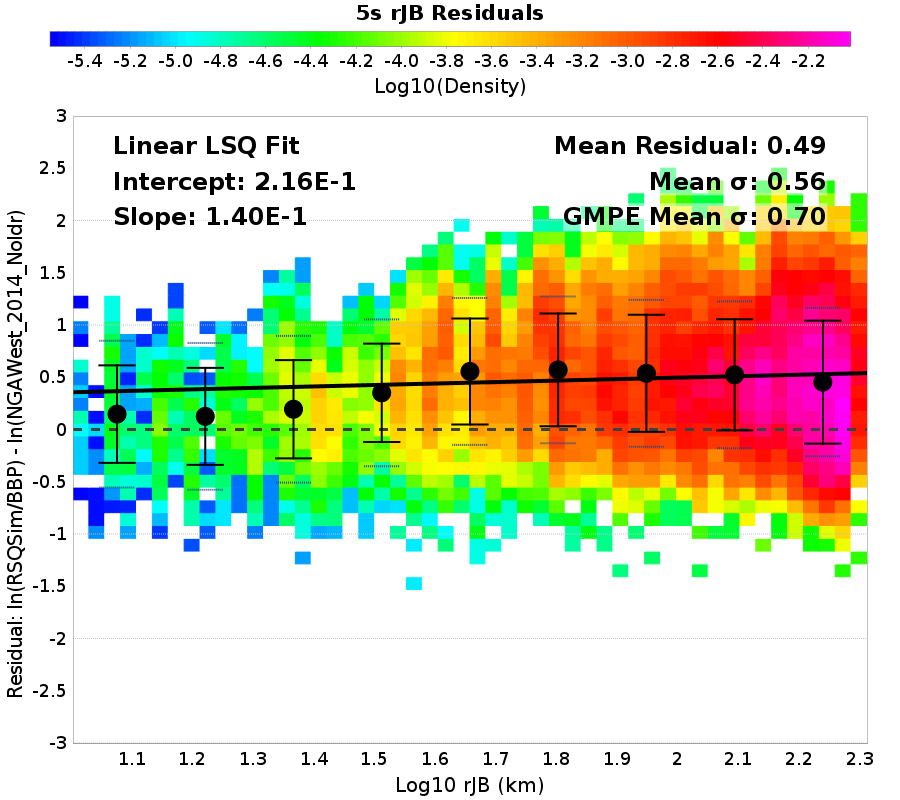 5s rJB Residuals
-5.4 -5.2 -5.0 -4.8 -4.6 -4.4 -4.2 -4.0 -3.8 -3.6 -3.4 -3.2 -3.0 -2.8 -2.6 -2.4 -2.2
Log10(Density)
Linear LSQ Fit
Intercept: 2.16E-1
Slope: 1.40E-1
Mean Residual: 0.49
Mean σ: 0.56
GMPE Mean σ: 0.70
Residual: ln(RSQSim/BBP) - ln(NGAWest_2014_NoIdr)
3
2.5
2
1.5
1
0.5
0
-0.5
-1
-1.5
-2
-2.5
-3
1.1 1.2 1.3 1.4 1.5 1.6 1.7 1.8 1.9 2 2.1 2.2 2.3
Log10 rJB (km)